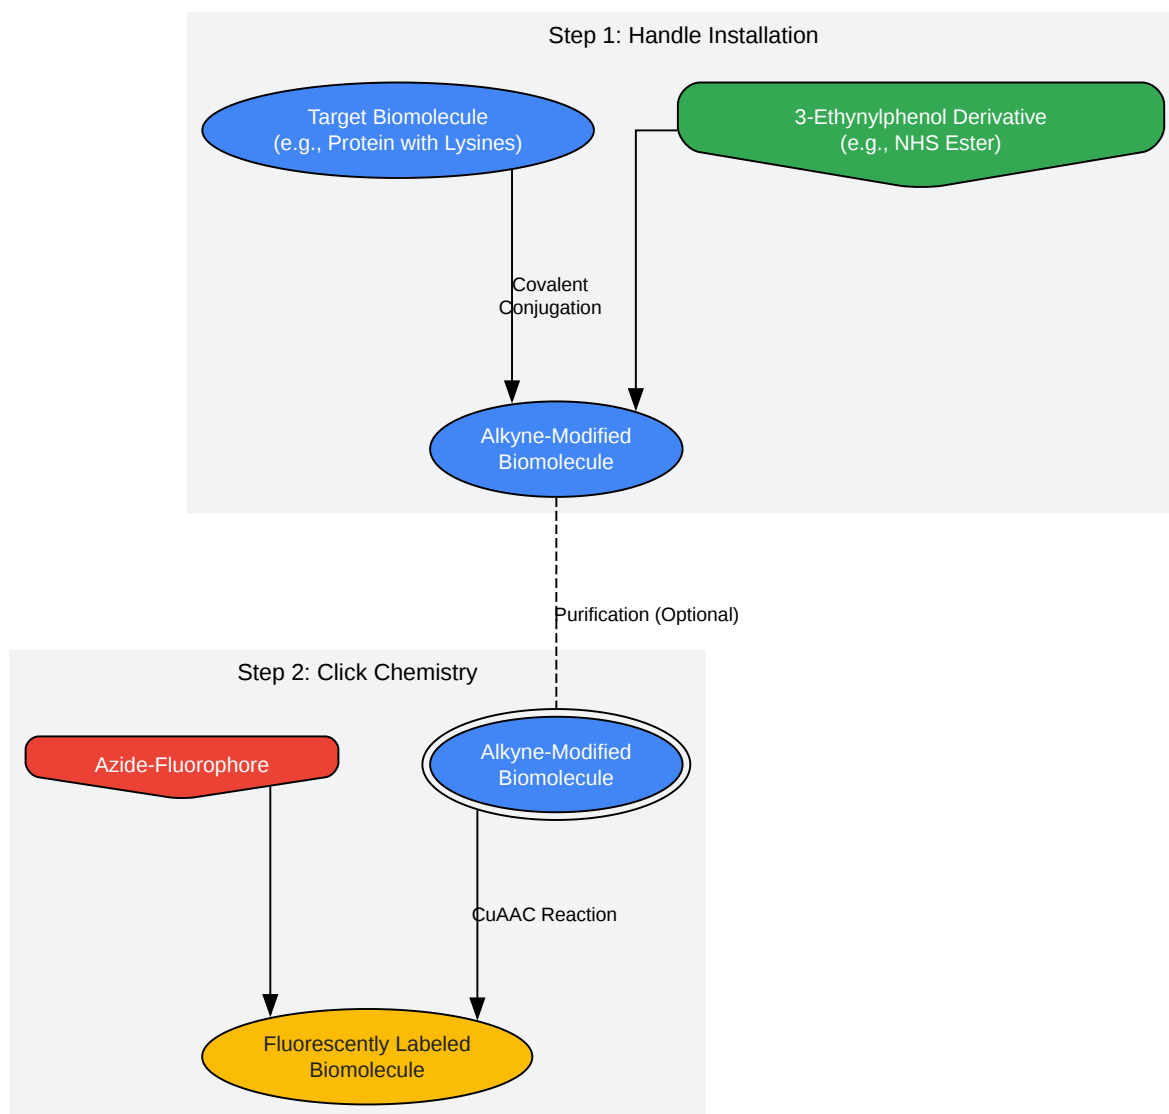 Step 1: Handle Installation
Target Biomolecule
(e.g., Protein with Lysines)
3-Ethynylphenol Derivative
(e.g., NHS Ester)
Covalent
Conjugation
Alkyne-Modified
Biomolecule
Purification (Optional)
Step 2: Click Chemistry
Azide-Fluorophore
Alkyne-Modified
Biomolecule
CuAAC Reaction
Fluorescently Labeled
Biomolecule